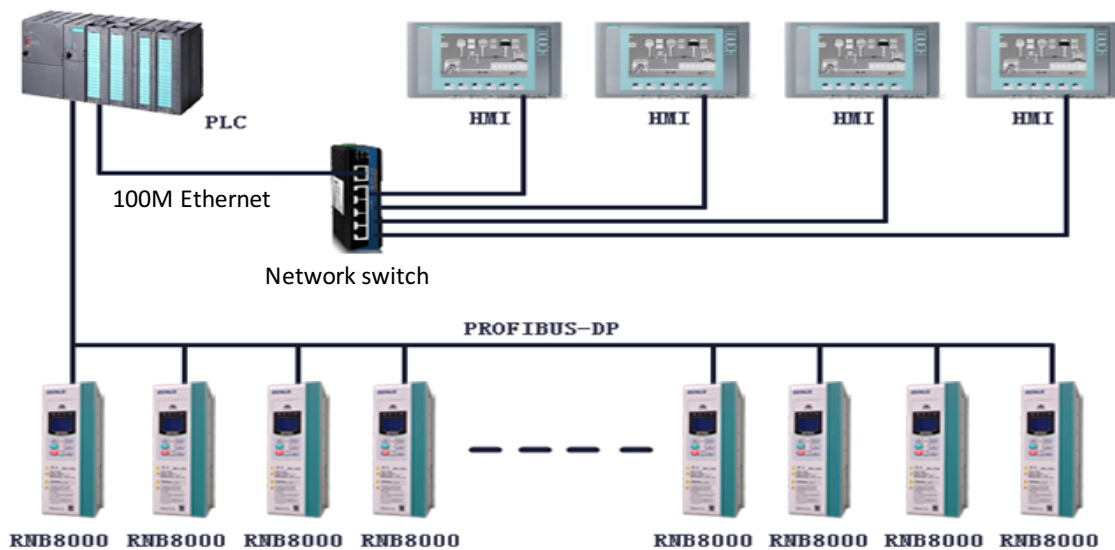 PLC
HMI
HMI
HMI
HMI
100M Ethernet
Network switch
PROFIBUS-DP
RNB8000 RNB8000 RNB8000 RNB8000 RNB8000 RNB8000 RNB8000 RNB8000